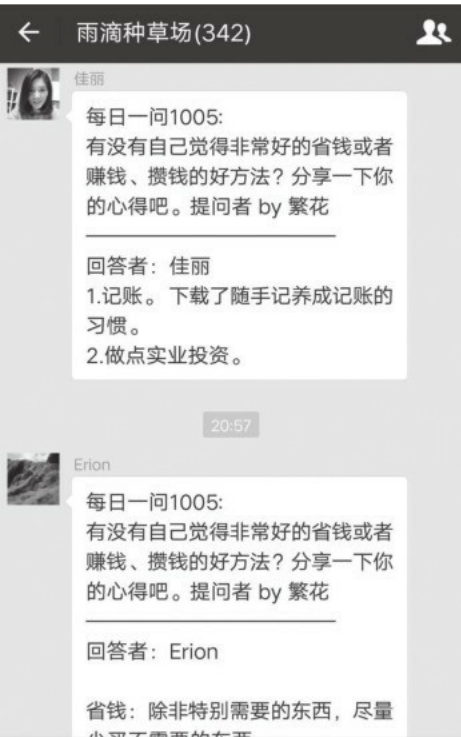 雨滴种草场(342)
佳丽
每日一问1005:
有没有自己觉得非常好的省钱或者
赚钱、攒钱的好方法？分享一下你
的心得吧。提问者 by 繁花
回答者：佳丽
1.记账。下载了随手记养成记账的
习惯。
2.做点实业投资。
20:57
Erion
每日一问1005:
有没有自己觉得非常好的省钱或者
赚钱、攒钱的好方法？分享一下你
的心得吧。提问者 by 繁花
回答者：Erion
省钱：除非特别需要的东西，尽量